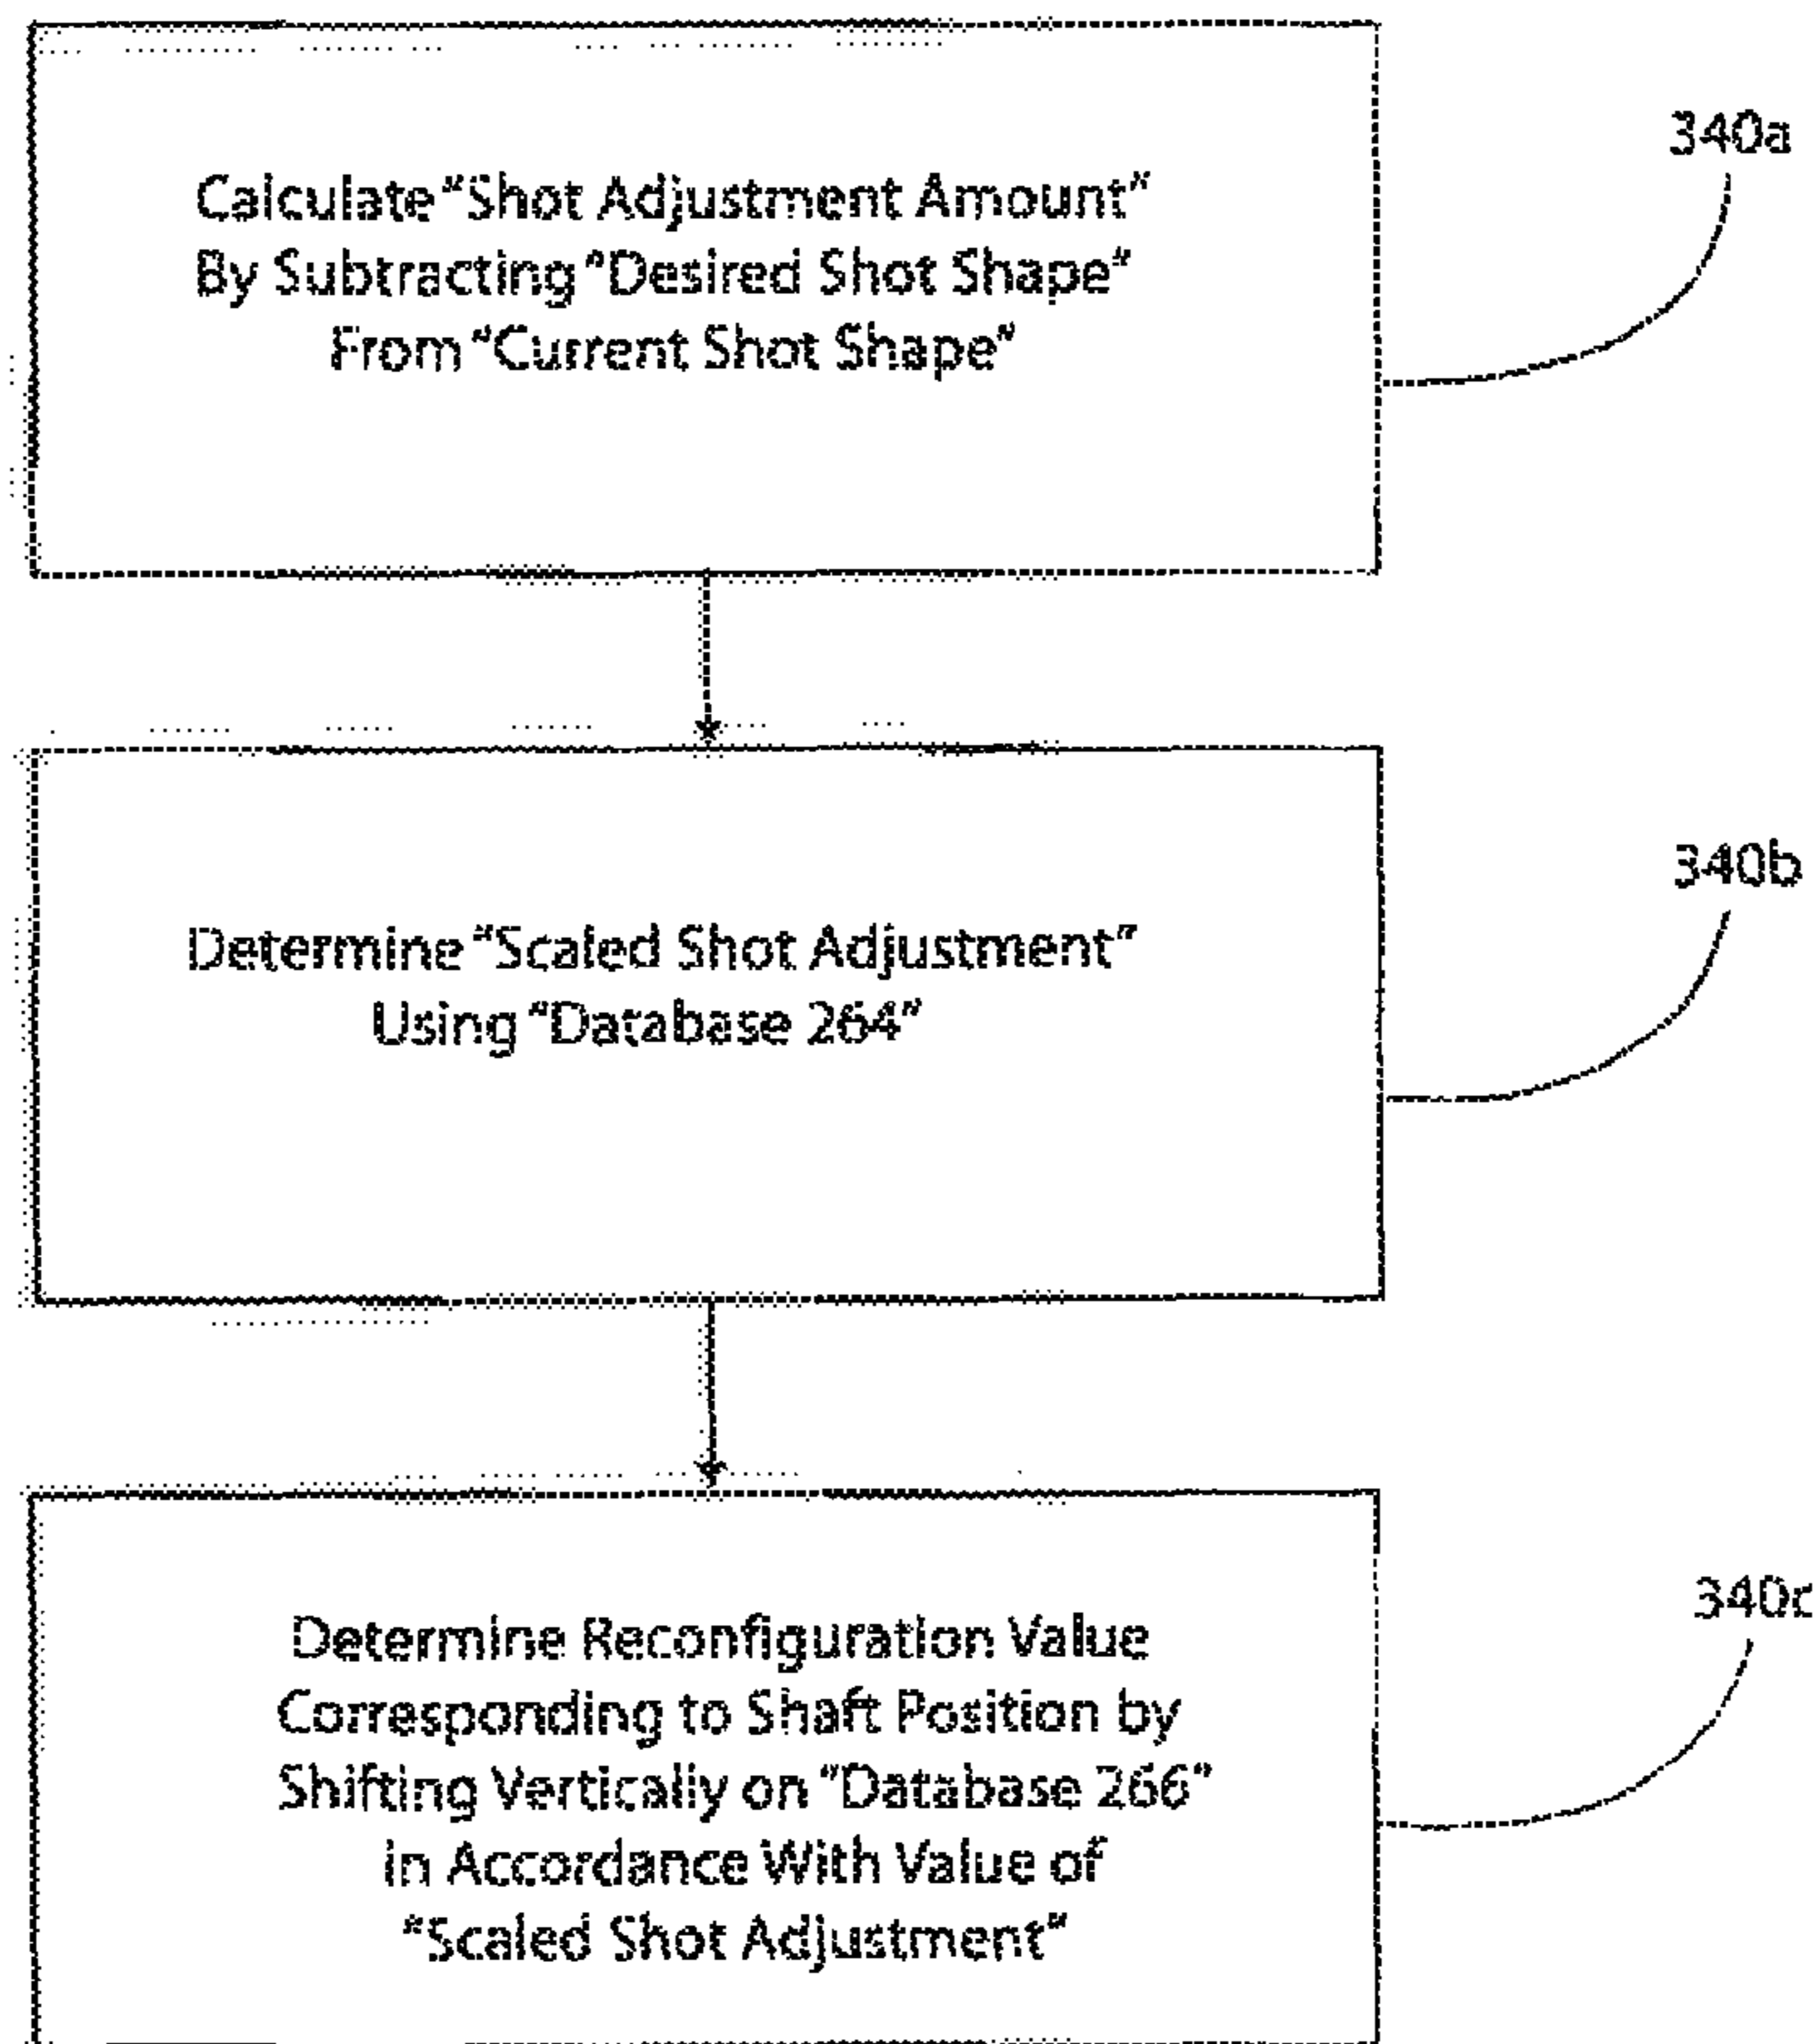 Calculate "Shot Adjustment Amount"
By Subtracting "Desired Shot Shape"
From "Current Shot Shape"
340a
Determine "Scaled Shot Adjustment"
Using "Database 264"
340b
Determine Reconfiguration Value
Corresponding to Shaft Position by
Shifting Vertically on "Database 266"
in Accordance With Value of
"Scaled Shot Adjustment"
340c